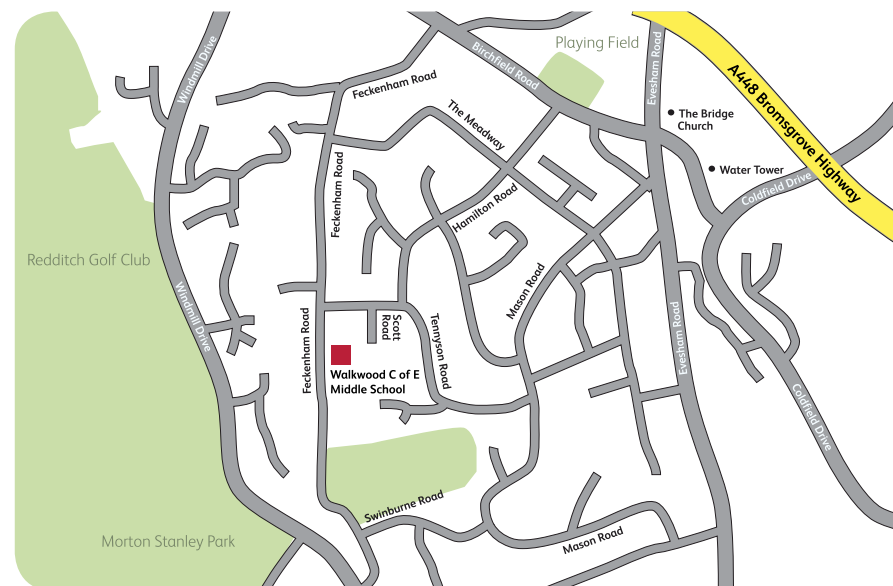 Windmill Drive
Birchfield Road
Playing Field
Evesham Road
A448 Bromsgrove Highway
Feckenham Road
The Meadway
The Bridge
Church
Water Tower
Coldfield Drive
Feckenham Road
Hamilton Road
Redditch Golf Club
Windmill Drive
Mason Road
Feckenham Road
Scott
Road
Tennyson Road
Evesham Road
Walkwood C of E
Middle School
Coldfield Drive
Swinburne Road
Morton Stanley Park
Mason Road